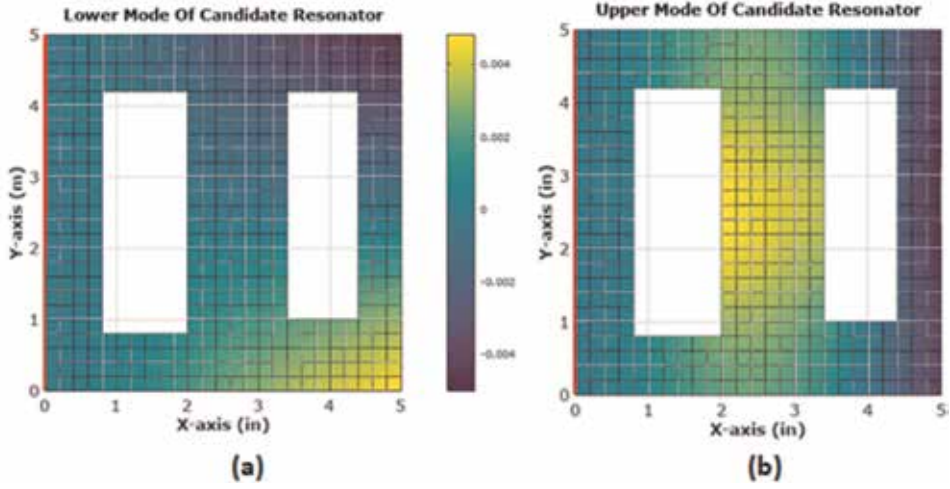 Lower Mode Of Candidate Resonator
Y-axis (m)
5
4
3
2
1
0
0 1 2 3 4 5
X-axis (in)
(a)
0.004
0.002
0
-0.002
-0.004
Upper Mode Of Candidate Resonator
Y-axis (in)
5
4
3
2
1
0
0 1 2 3 4 5
X-axis (in)
(b)